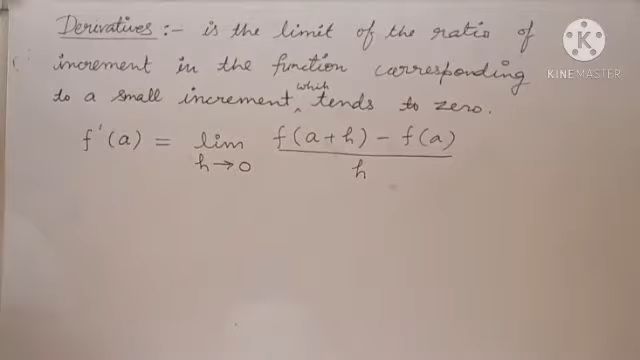 Derivatives :- is the limit of the ratio of
increment in the function corresponding
to a small increment which tends to zero.
f'(a) = lim h→0 f(a+h) - f(a) / h
KINEMASTER